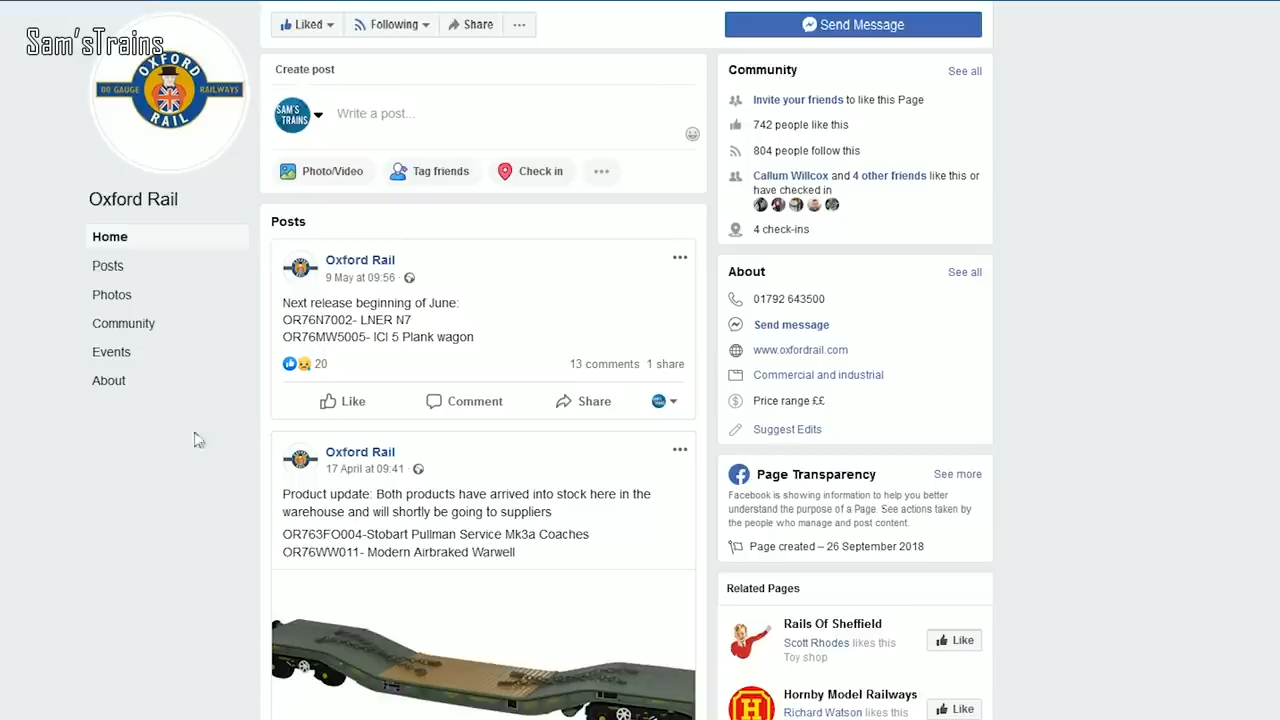 Sam'sTrains
OXFORD
00 GAUGE RAILWAYS
RAIL
Oxford Rail
Home
Posts
Photos
Community
Events
About
Liked
Following
Share
Send Message
Create post
SAM'S
TRAINS
Write a post...
Photo/Video
Tag friends
Check in
Posts
Oxford Rail
9 May at 09:56 ·
Next release beginning of June:
OR76N7002- LNER N7
OR76MW5005- ICI 5 Plank wagon
20
13 comments 1 share
Like
Comment
Share
Oxford Rail
17 April at 09:41 ·
Product update: Both products have arrived into stock here in the
warehouse and will shortly be going to suppliers
OR763FO004-Stobart Pullman Service Mk3a Coaches
OR76WW011- Modern Airbraked Warwell
Community
See all
Invite your friends to like this Page
742 people like this
804 people follow this
Callum Willcox and 4 other friends like this or
have checked in
4 check-ins
About
See all
01792 643500
Send message
www.oxfordrail.com
Commercial and industrial
Price range ££
Suggest Edits
Page Transparency
See more
Facebook is showing information to help you better
understand the purpose of a Page. See actions taken
by the people who manage and post content.
Page created – 26 September 2018
Related Pages
Rails Of Sheffield
Scott Rhodes likes this
Toy shop
Like
Hornby Model Railways
Richard Watson likes this
Like